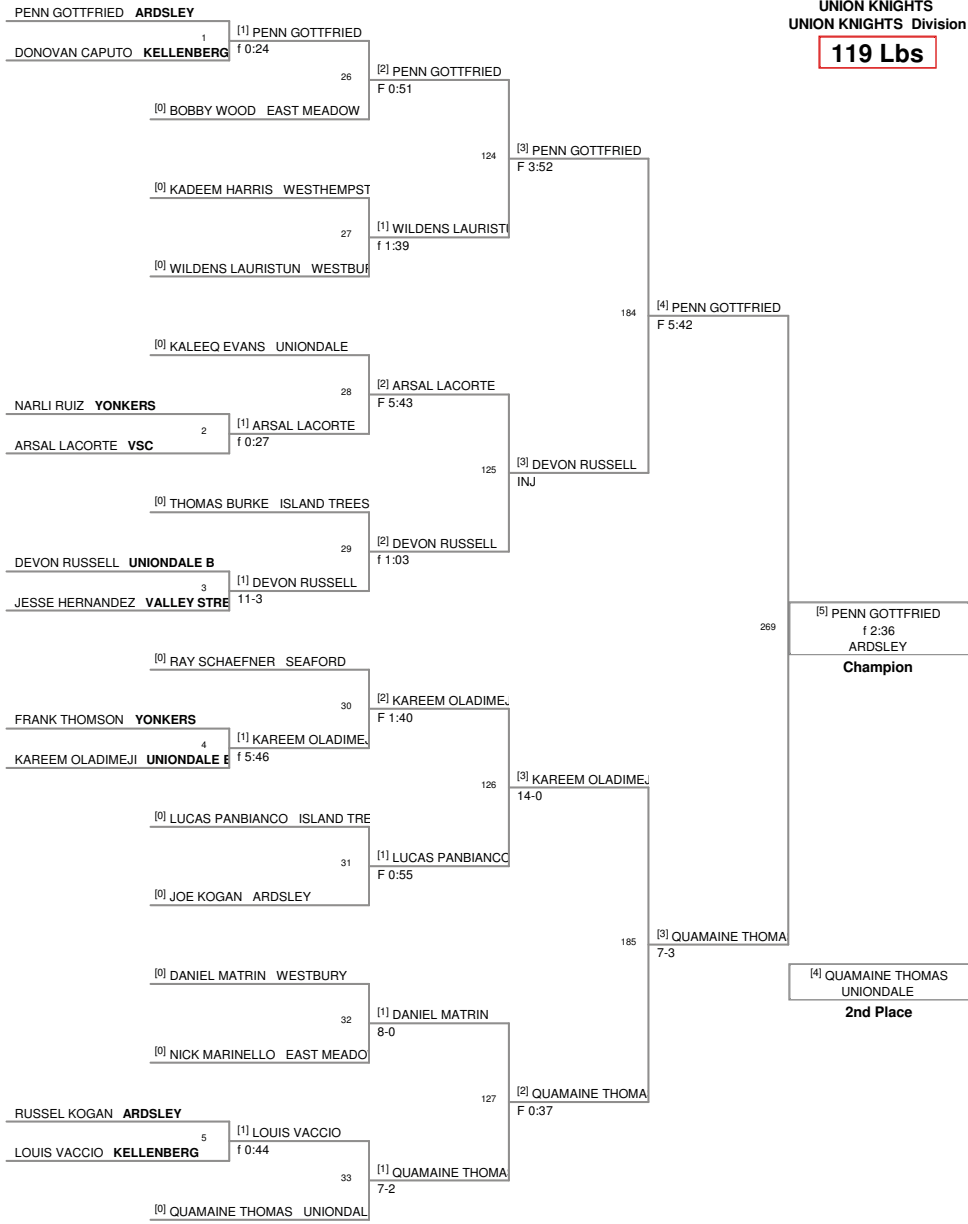 UNION KNIGHTS
UNION KNIGHTS Division
119 Lbs
PENN GOTTFRIED ARDSLEY
1
DONOVAN CAPUTO KELLENBERG
[1] PENN GOTTFRIED
f 0:24
26
[0] BOBBY WOOD EAST MEADOW
[2] PENN GOTTFRIED
F 0:51
124
[0] KADEEM HARRIS WESTHEMPST
27
[0] WILDENS LAURISTUN WESTBUR
[1] WILDENS LAURISTU
f 1:39
[3] PENN GOTTFRIED
F 3:52
184
[0] KALEEQ EVANS UNIONDALE
28
NARLI RUIZ YONKERS
2
ARSAL LACORTE VSC
[1] ARSAL LACORTE
f 0:27
[2] ARSAL LACORTE
F 5:43
125
[0] THOMAS BURKE ISLAND TREES
29
DEVON RUSSELL UNIONDALE B
3
JESSE HERNANDEZ VALLEY STRE
[1] DEVON RUSSELL
11-3
[2] DEVON RUSSELL
f 1:03
[3] DEVON RUSSELL
INJ
[4] PENN GOTTFRIED
F 5:42
269
[0] RAY SCHAEFNER SEAFORD
30
FRANK THOMSON YONKERS
4
KAREEM OLADIMEJI UNIONDALE B
[1] KAREEM OLADIMEJ
f 5:46
[2] KAREEM OLADIMEJ
F 1:40
126
[0] LUCAS PANBIANCO ISLAND TRE
31
[0] JOE KOGAN ARDSLEY
[1] LUCAS PANBIANCO
F 0:55
[3] KAREEM OLADIMEJ
14-0
185
[0] DANIEL MATRIN WESTBURY
32
[0] NICK MARINELLO EAST MEADO
[1] DANIEL MATRIN
8-0
127
RUSSEL KOGAN ARDSLEY
5
LOUIS VACCIO KELLENBERG
[1] LOUIS VACCIO
f 0:44
33
[0] QUAMAINE THOMAS UNIONDAL
[1] QUAMAINE THOMAS
7-2
[2] QUAMAINE THOMA
F 0:37
[3] QUAMAINE THOMA
7-3
[5] PENN GOTTFRIED
f 2:36
ARDSLEY
Champion
[4] QUAMAINE THOMAS
UNIONDALE
2nd Place